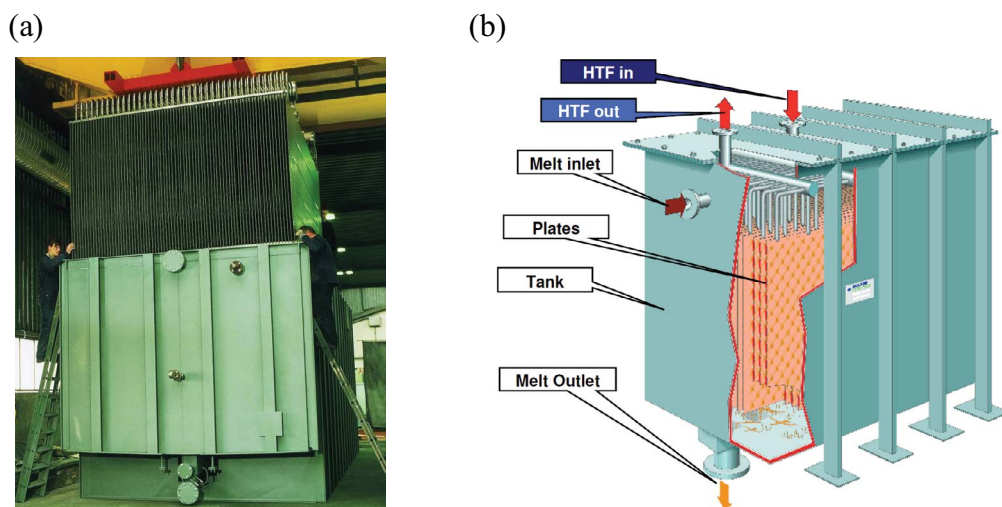 (a)
(b)
HTF in
HTF out
Melt inlet
Plates
Tank
Melt Outlet